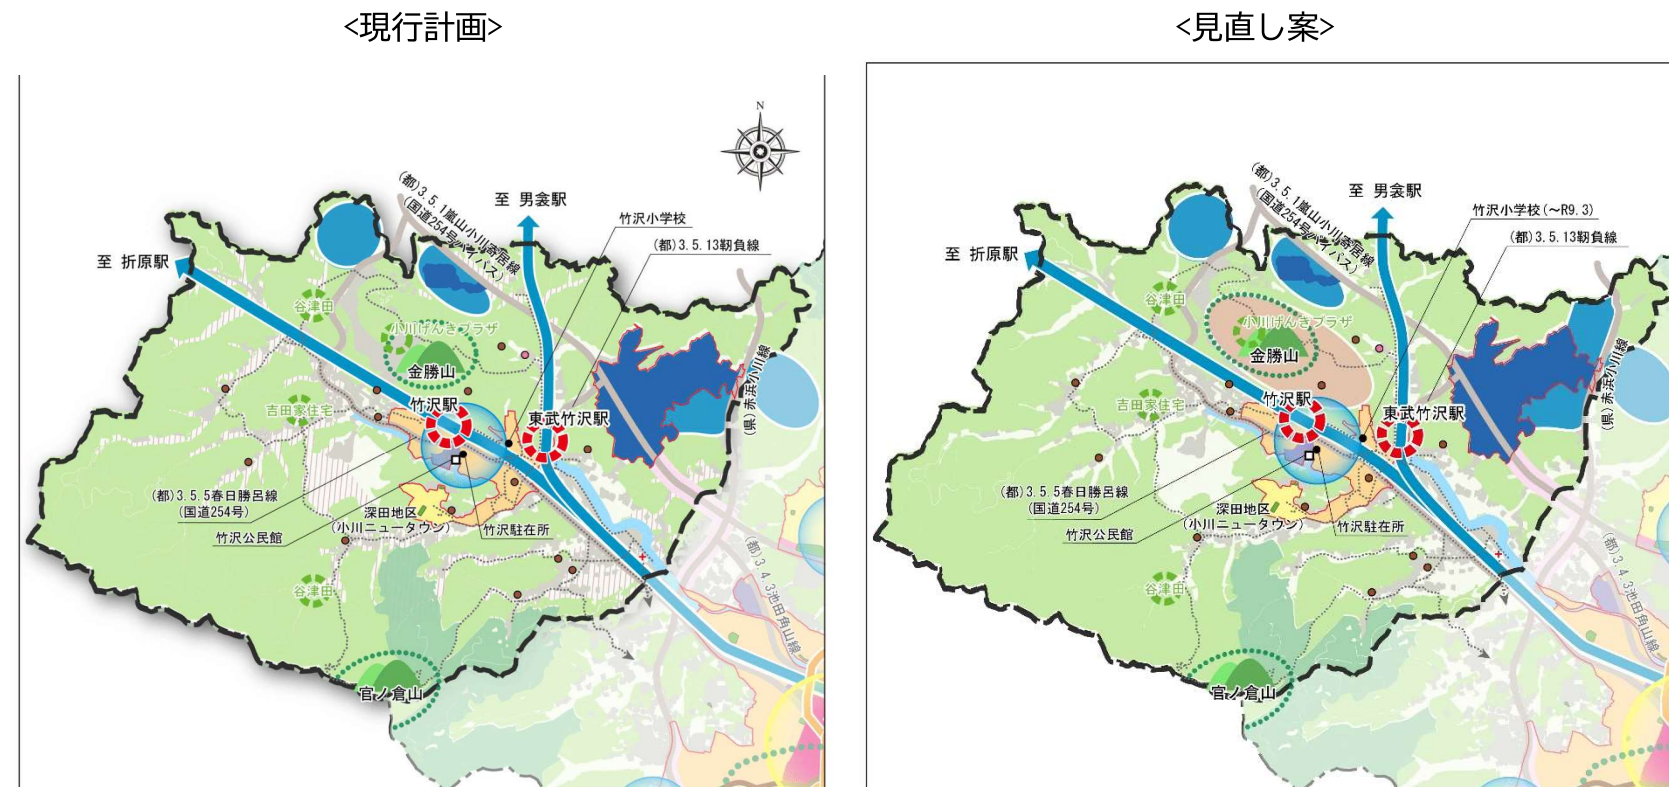 <現行計画>
N
(都)3.5.1嵐山小川寄居線
(国道254号バイパス)
至 男衾駅
竹沢小学校
(都)3.5.13靭負線
至 折原駅
谷津田
小川げんきプラザ
金勝山
(県)赤浜小川線
吉田家住宅
竹沢駅
東武竹沢駅
(都)3.5.5春日勝呂線
(国道254号)
深田地区
(小川ニュータウン)
竹沢駐在所
竹沢公民館
(都)3.4.3池田角山線
谷津田
官ノ倉山
<見直し案>
(都)3.5.1嵐山小川寄居線
(国道254号バイパス)
至 男衾駅
竹沢小学校(~R9.3)
(都)3.5.13靭負線
至 折原駅
谷津田
小川げんきプラザ
金勝山
(県)赤浜小川線
吉田家住宅
竹沢駅
東武竹沢駅
(都)3.5.5春日勝呂線
(国道254号)
深田地区
(小川ニュータウン)
竹沢駐在所
竹沢公民館
(都)3.4.3池田角山線
谷津田
官ノ倉山